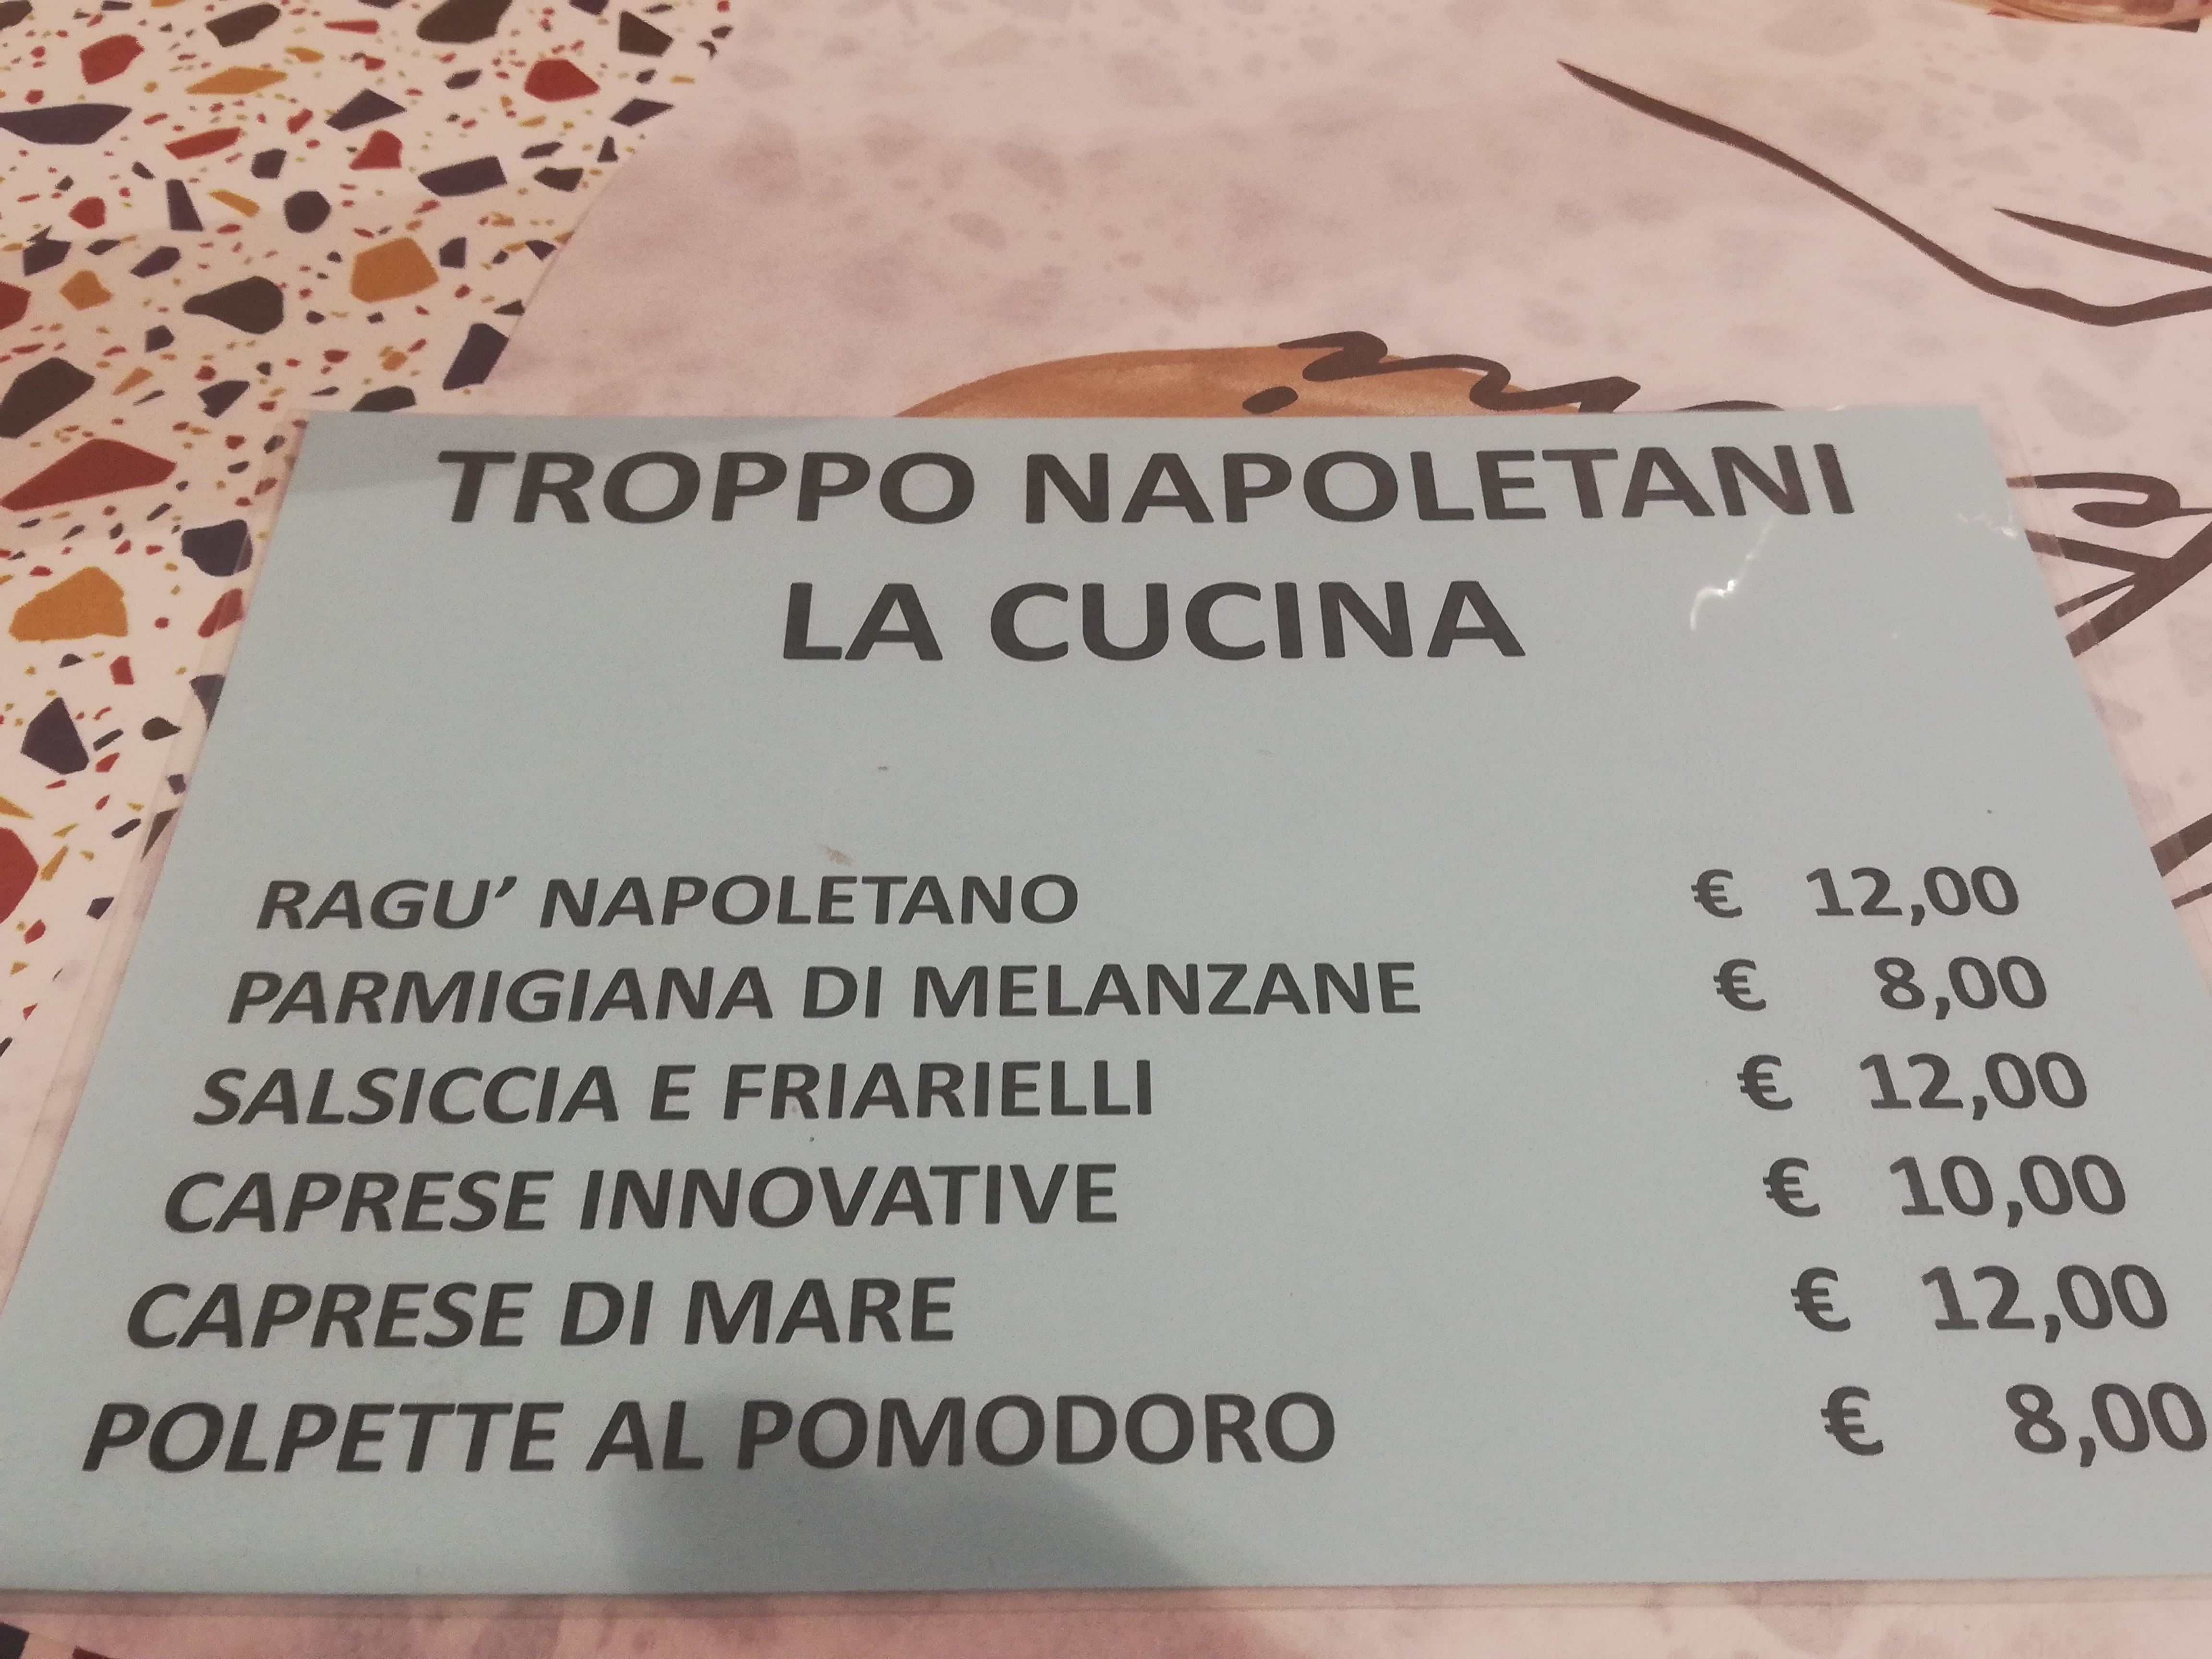 TROPPO NAPOLETANI
LA CUCINA
RAGU’ NAPOLETANO € 12,00
PARMIGIANA DI MELANZANE € 8,00
SALSICCIA E FRIARIELLI € 12,00
CAPRESE INNOVATIVE € 10,00
CAPRESE DI MARE € 12,00
POLPETTE AL POMODORO € 8,00